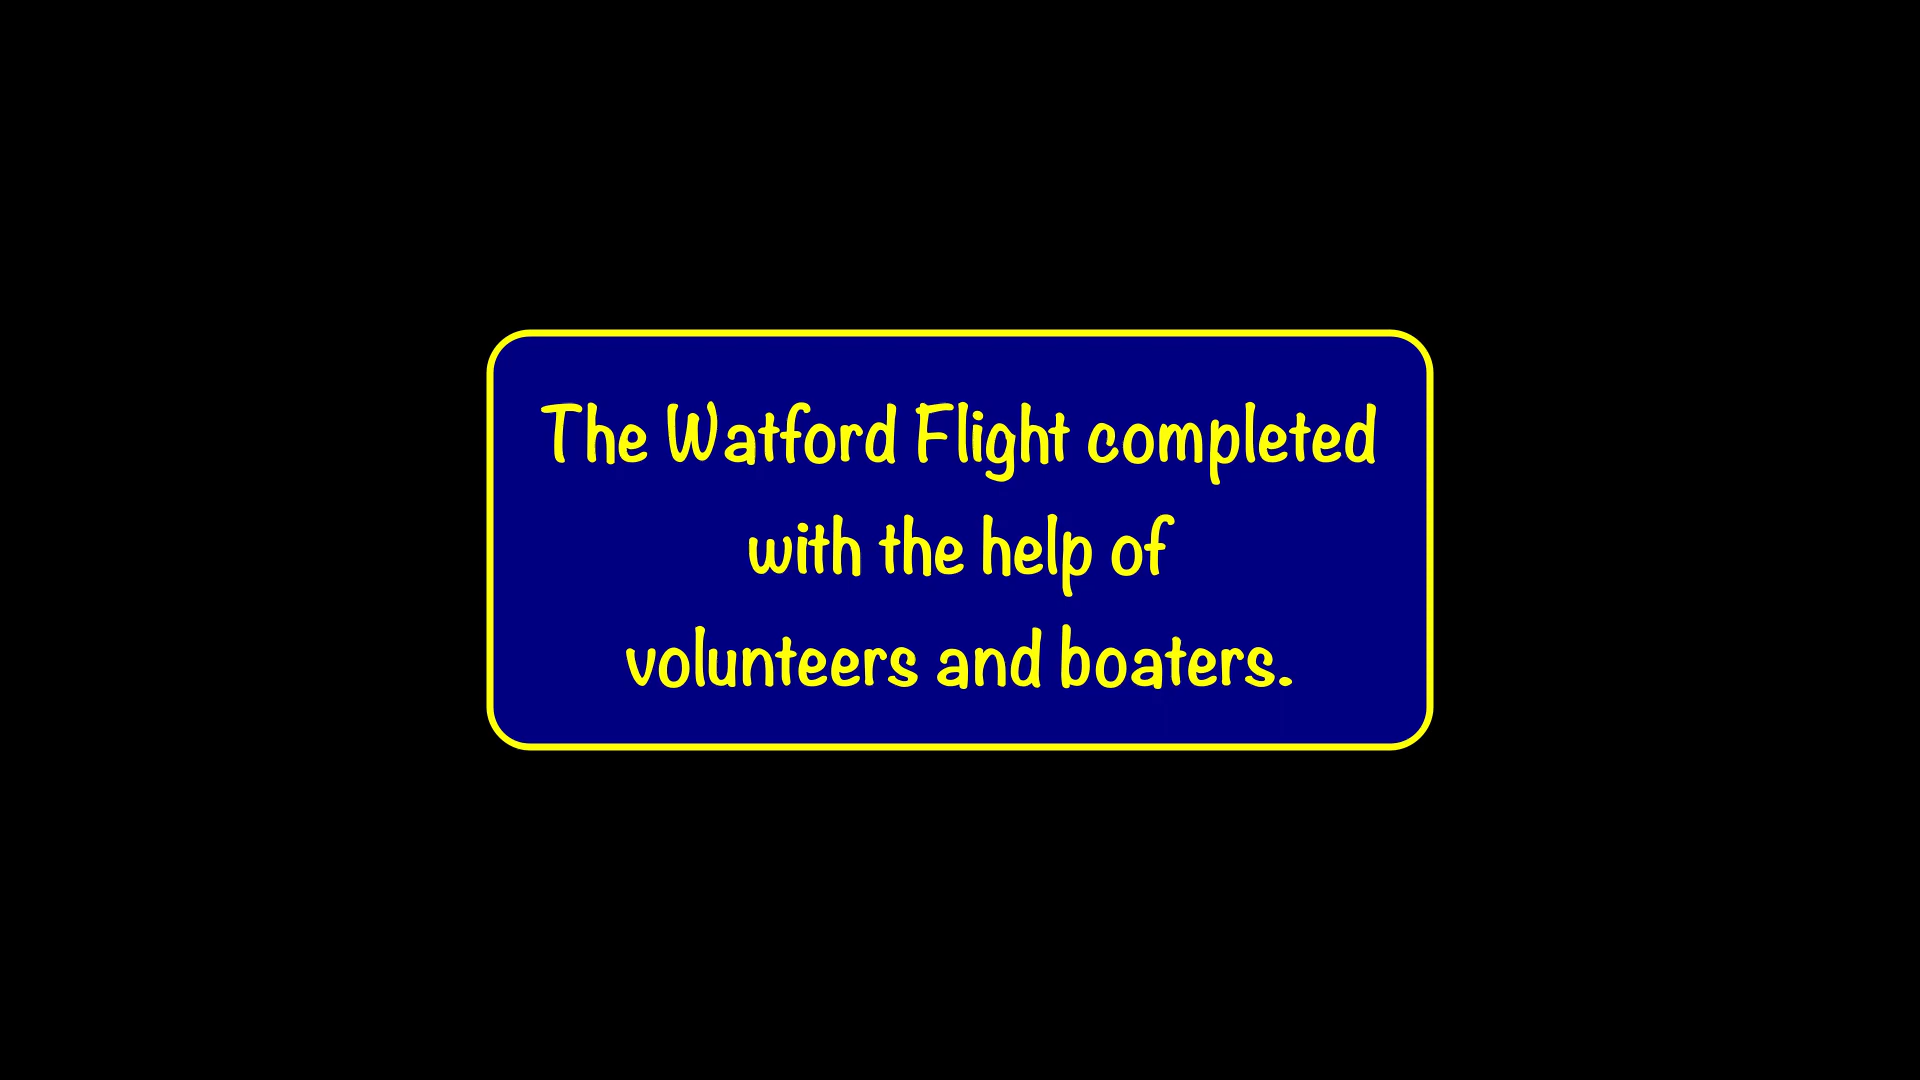 The Watford Flight completed
with the help of
volunteers and boaters.